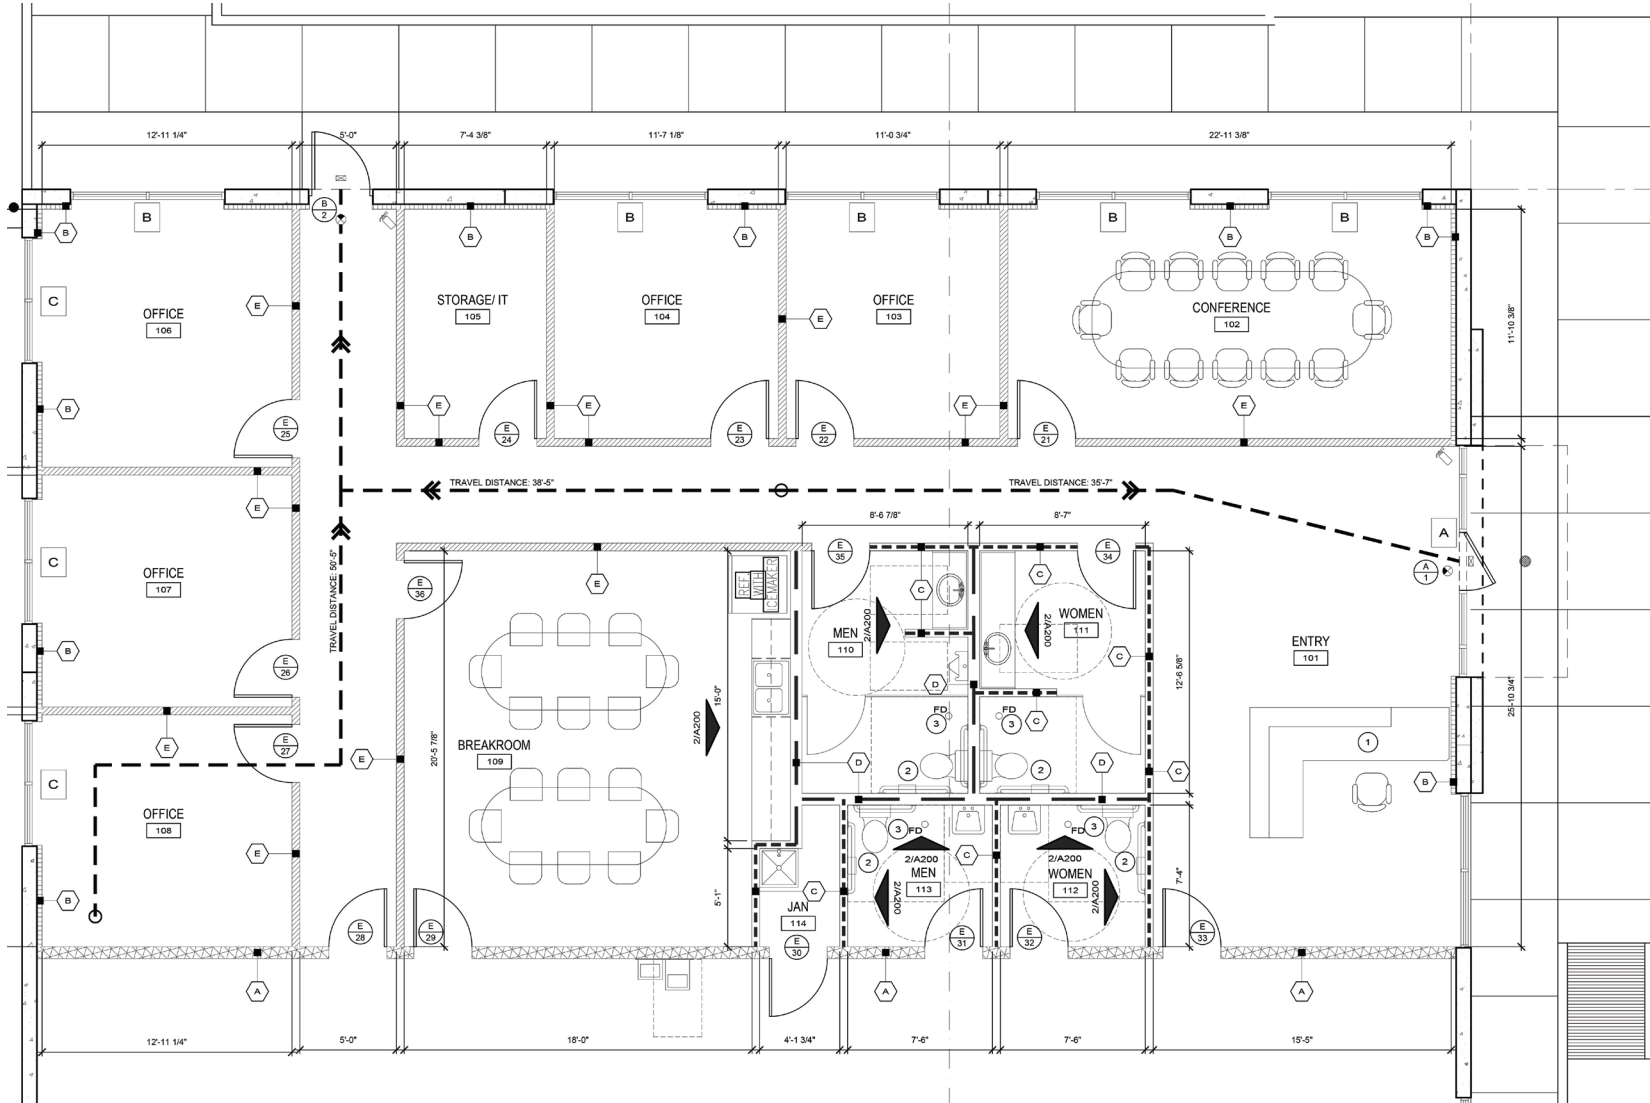 12'-11 1/4"
5'-0"
7'-4 3/8"
11'-7 1/8"
11'-0 3/4"
22'-11 3/8"
B
2
B
B
B
B
B
B
B
B
B
B
B
C
OFFICE
106
E
STORAGE/ IT
105
OFFICE
104
E
OFFICE
103
CONFERENCE
102
11'-10 3/8"
B
E
25
E
E
24
E
E
23
E
22
E
E
21
E
TRAVEL DISTANCE: 38'-5"
TRAVEL DISTANCE: 35'-7"
C
OFFICE
107
E
TRAVEL DISTANCE: 50'-5"
8'-6 7/8"
8'-7"
A
A
1
E
35
E
34
E
36
E
REF.
WITH
ICEMAKER
C
C
2/A200
MEN
110
WOMEN
111
2/A200
C
12'-6 5/8"
ENTRY
101
25'-10 3/4"
B
E
26
D
15'-0"
FD
3
FD
3
C
E
E
27
E
BREAKROOM
109
20'-5 7/8"
2/A200
D
2
2
D
C
1
B
C
OFFICE
108
E
3
FD
2/A200
MEN
113
2
2/A200
C
FD
3
2/A200
WOMEN
112
2
2/A200
7'-4"
B
5'-1"
C
JAN
114
E
28
E
29
E
30
E
31
E
32
E
33
A
A
A
12'-11 1/4"
5'-0"
18'-0"
4'-1 3/4"
7'-6"
7'-6"
15'-5"